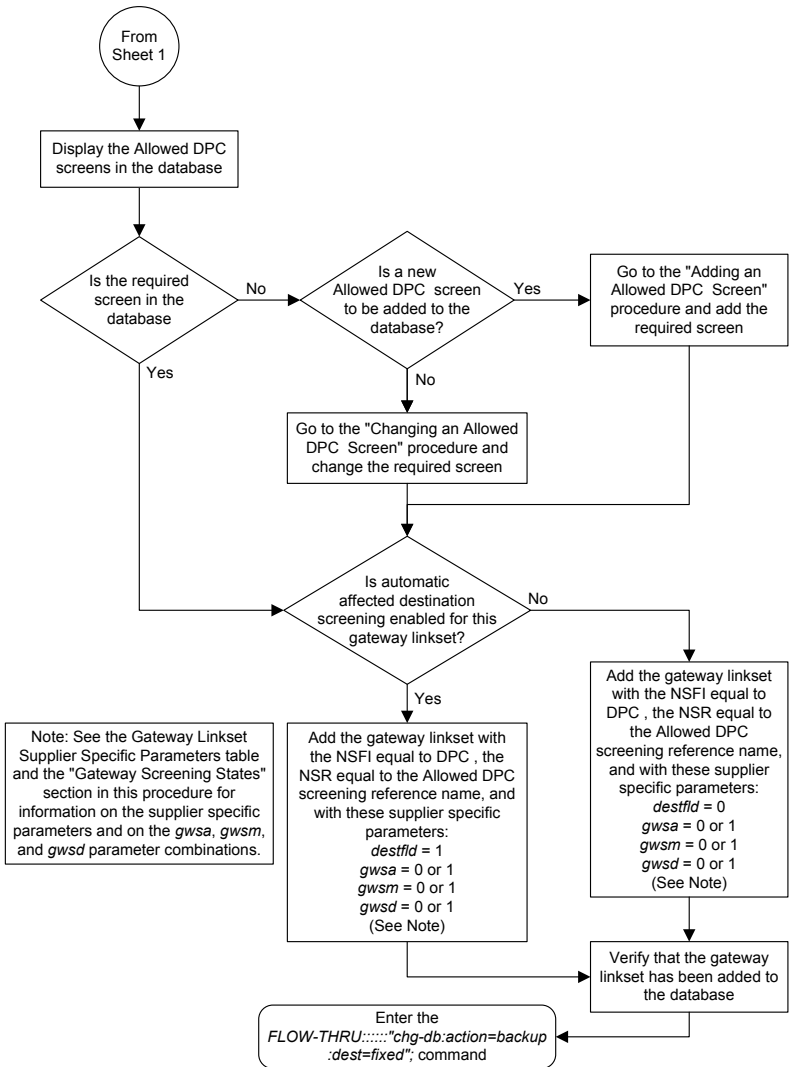 From
Sheet 1
Display the Allowed DPC
screens in the database
Is the required
screen in the
database
No
Is a new
Allowed DPC screen
to be added to the
database?
Yes
Go to the "Adding an
Allowed DPC Screen"
procedure and add the
required screen
Yes
No
Go to the "Changing an Allowed
DPC Screen" procedure and
change the required screen
Is automatic
affected destination
screening enabled for this
gateway linkset?
No
Yes
Note: See the Gateway Linkset
Supplier Specific Parameters table
and the "Gateway Screening States"
section in this procedure for
information on the supplier specific
parameters and on the gwsa, gwsm,
and gwsd parameter combinations.
Add the gateway linkset with
the NSFI equal to DPC , the
NSR equal to the Allowed DPC
screening reference name, and
with these supplier specific
parameters:
destfld = 1
gwsa = 0 or 1
gwsm = 0 or 1
gwsd = 0 or 1
(See Note)
Add the gateway linkset
with the NSFI equal to
DPC , the NSR equal to
the Allowed DPC
screening reference name,
and with these supplier
specific parameters:
destfld = 0
gwsa = 0 or 1
gwsm = 0 or 1
gwsd = 0 or 1
(See Note)
Verify that the gateway
linkset has been added to
the database
Enter the
FLOW-THRU::::::"chg-db:action=backup
:dest=fixed"; command